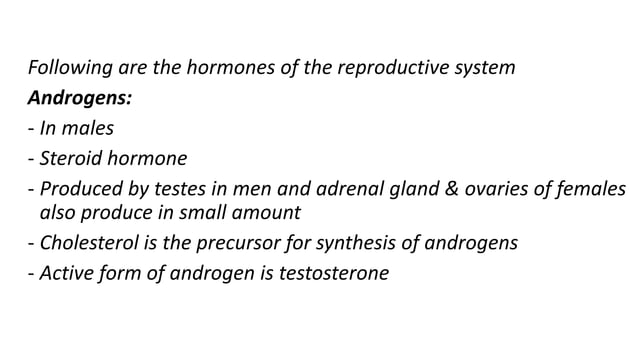 Following are the hormones of the reproductive system
Androgens:
- In males
- Steroid hormone
- Produced by testes in men and adrenal gland & ovaries of females
also produce in small amount
- Cholesterol is the precursor for synthesis of androgens
- Active form of androgen is testosterone